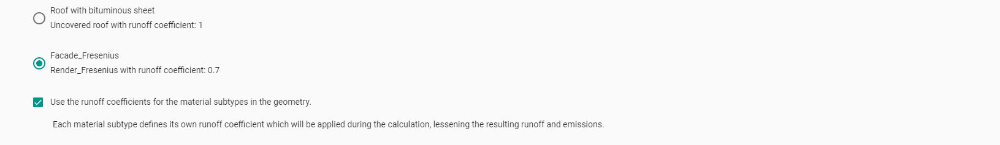 Roof with bituminous sheet
Uncovered roof with runoff coefficient: 1
Facade_Fresenius
Render_Fresenius with runoff coefficient: 0.7
Use the runoff coefficients for the material subtypes in the geometry.
Each material subtype defines its own runoff coefficient which will be applied during the calculation, lessening the resulting runoff and emissions.